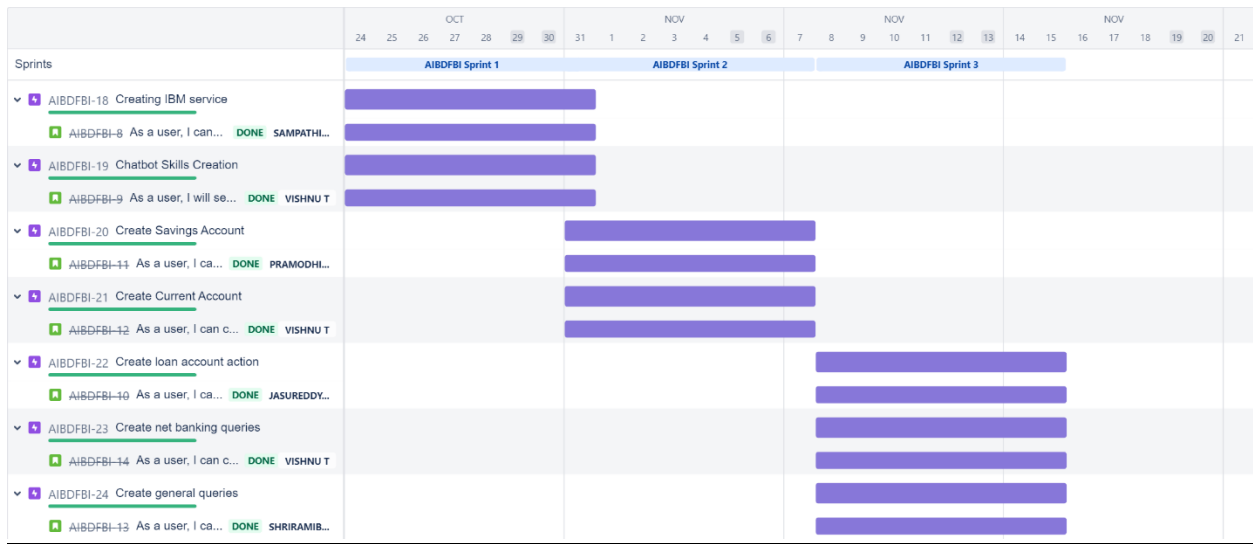 OCT NOV NOV NOV
24 25 26 27 28 29 30 31 1 2 3 4 5 6 7 8 9 10 11 12 13 14 15 16 17 18 19 20 21
Sprints AIBDFBI Sprint 1 AIBDFBI Sprint 2 AIBDFBI Sprint 3
AIBDFBI-18 Creating IBM service
AIBDFBI-8 As a user, I can... DONE SAMPATHI...
AIBDFBI-19 Chatbot Skills Creation
AIBDFBI-9 As a user, I will se... DONE VISHNU T
AIBDFBI-20 Create Savings Account
AIBDFBI-11 As a user, I ca... DONE PRAMODHI...
AIBDFBI-21 Create Current Account
AIBDFBI-12 As a user, I can c... DONE VISHNU T
AIBDFBI-22 Create loan account action
AIBDFBI-10 As a user, I ca... DONE JASUREDDY...
AIBDFBI-23 Create net banking queries
AIBDFBI-14 As a user, I can c... DONE VISHNU T
AIBDFBI-24 Create general queries
AIBDFBI-13 As a user, I ca... DONE SHRIRAMIB...